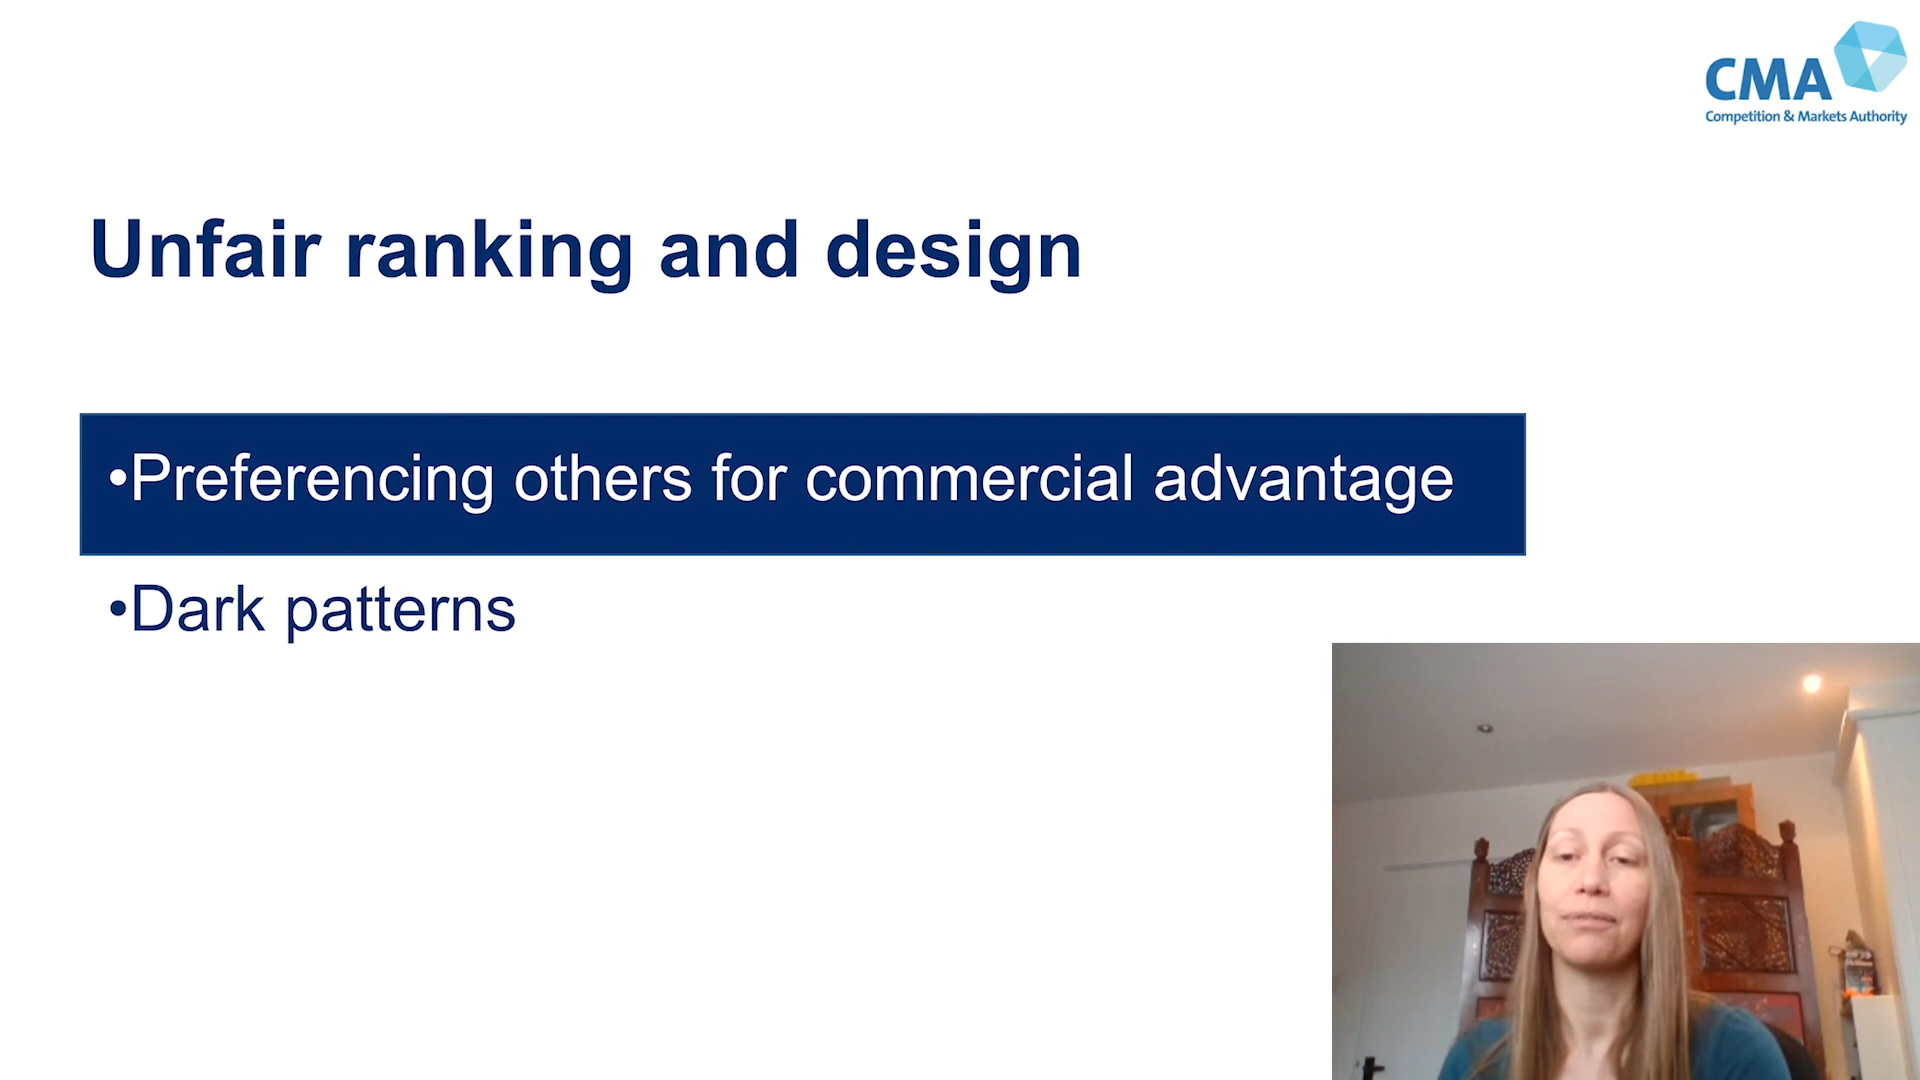 CMA
Competition & Markets Authority
Unfair ranking and design
•Preferencing others for commercial advantage
•Dark patterns